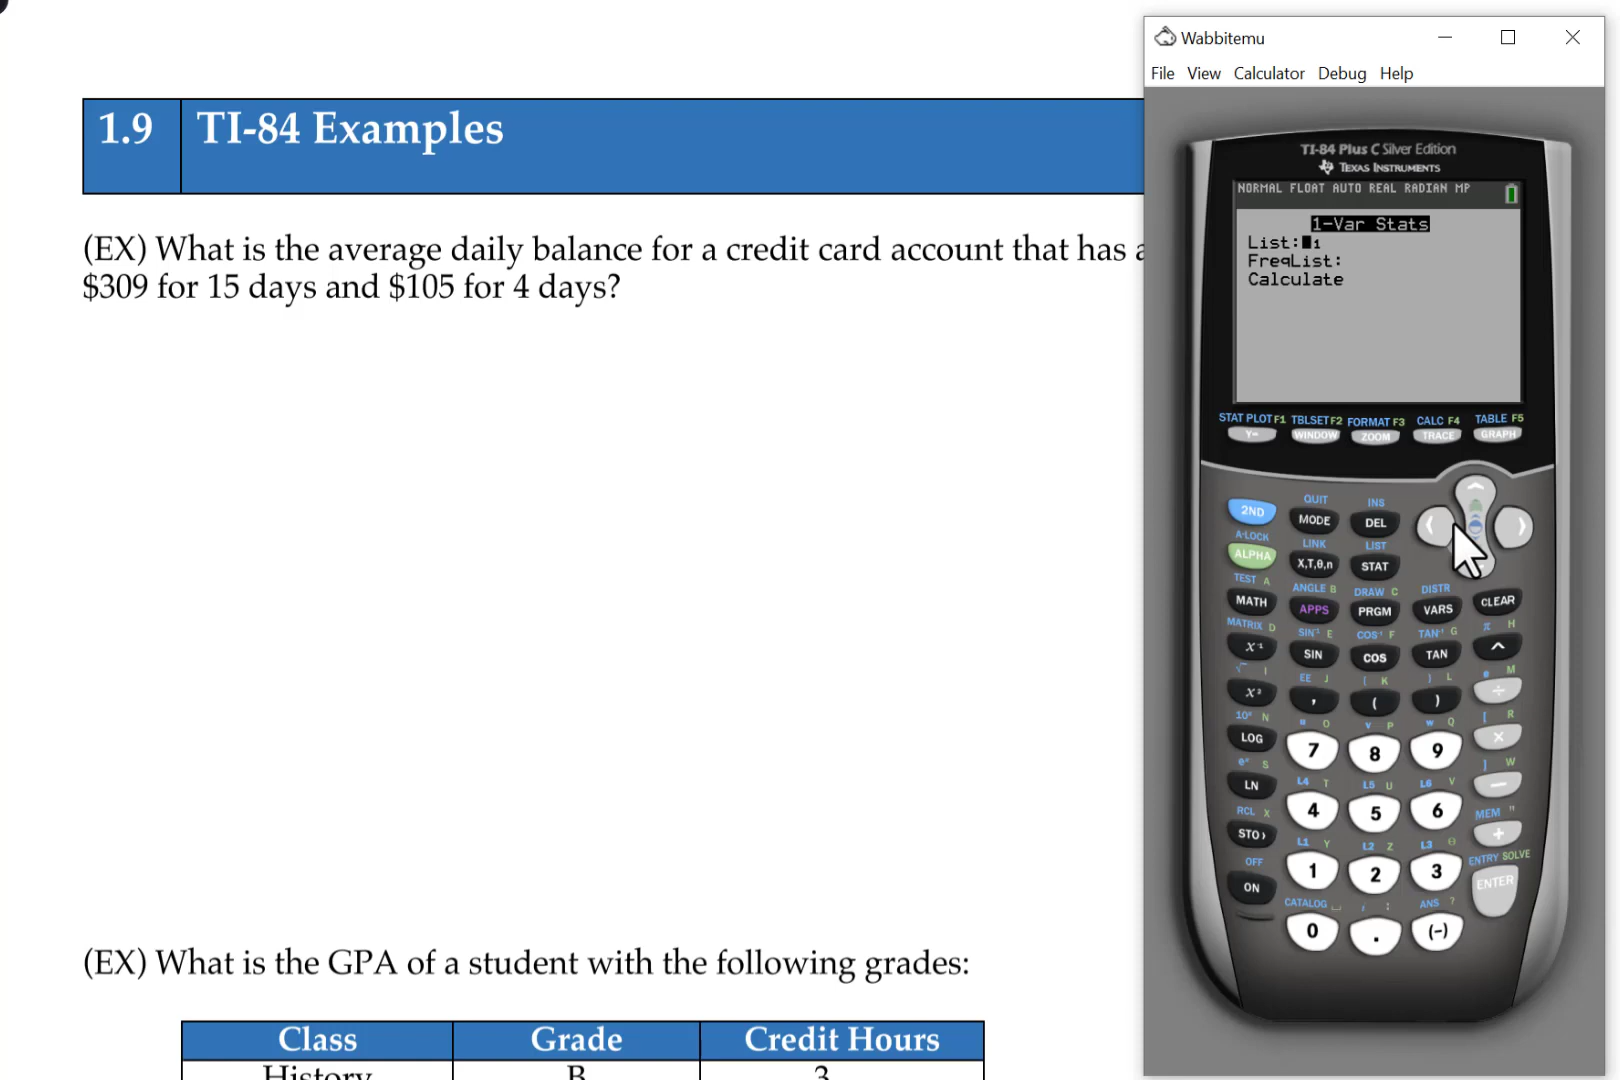 Wabbitemu
File View Calculator Debug Help
1.9 TI-84 Examples
(EX) What is the average daily balance for a credit card account that has
$309 for 15 days and $105 for 4 days?
TI-84 Plus C Silver Edition
TEXAS INSTRUMENTS
NORMAL FLOAT AUTO REAL RADIAN MP
1-Var Stats
List: 1
FreqList:
Calculate
STAT PLOT F1 TBLSET F2 FORMAT F3 CALC F4 TABLE F5
Y= WINDOW ZOOM TRACE GRAPH
QUIT INS
2ND MODE DEL
A-LOCK LINK LIST
ALPHA X,T,θ,n STAT
TEST A ANGLE B DRAW C DISTR
MATH APPS PRGM VARS CLEAR
MATRIX D SIN⁻¹ E COS⁻¹ F TAN⁻¹ G π H
X⁻¹ SIN COS TAN ^
√ I EE J { K } L e M
X² , ( ) ÷
10ˣ N u O v P w Q [ R
LOG 7 8 9 ×
eˣ S L4 T L5 U L6 V ] W
LN 4 5 6 −
RCL X L1 Y L2 Z L3 θ MEM "
STO› 1 2 3 +
OFF CATALOG i : ANS ? ENTRY SOLVE
ON 0 . (-) ENTER
(EX) What is the GPA of a student with the following grades:
Class Grade Credit Hours
History B 3